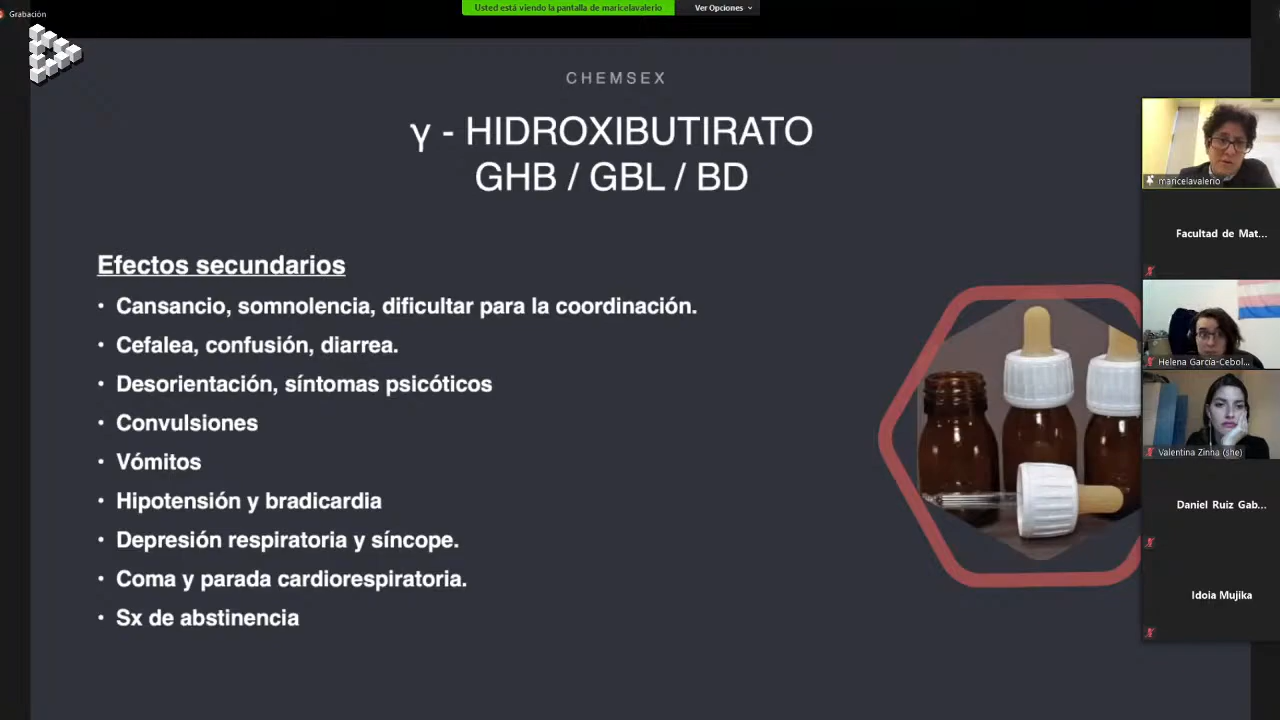 Grabación
Usted está viendo la pantalla de maricelavalerio
Ver Opciones
CHEMSEX
γ - HIDROXIBUTIRATO
GHB / GBL / BD
Efectos secundarios
• Cansancio, somnolencia, dificultar para la coordinación.
• Cefalea, confusión, diarrea.
• Desorientación, síntomas psicóticos
• Convulsiones
• Vómitos
• Hipotensión y bradicardia
• Depresión respiratoria y síncope.
• Coma y parada cardiorespiratoria.
• Sx de abstinencia
maricelavalerio
Facultad de Mat...
Helena García-Cebol...
Valentina Zinna (she)
Daniel Ruiz Gab...
Idoia Mujika